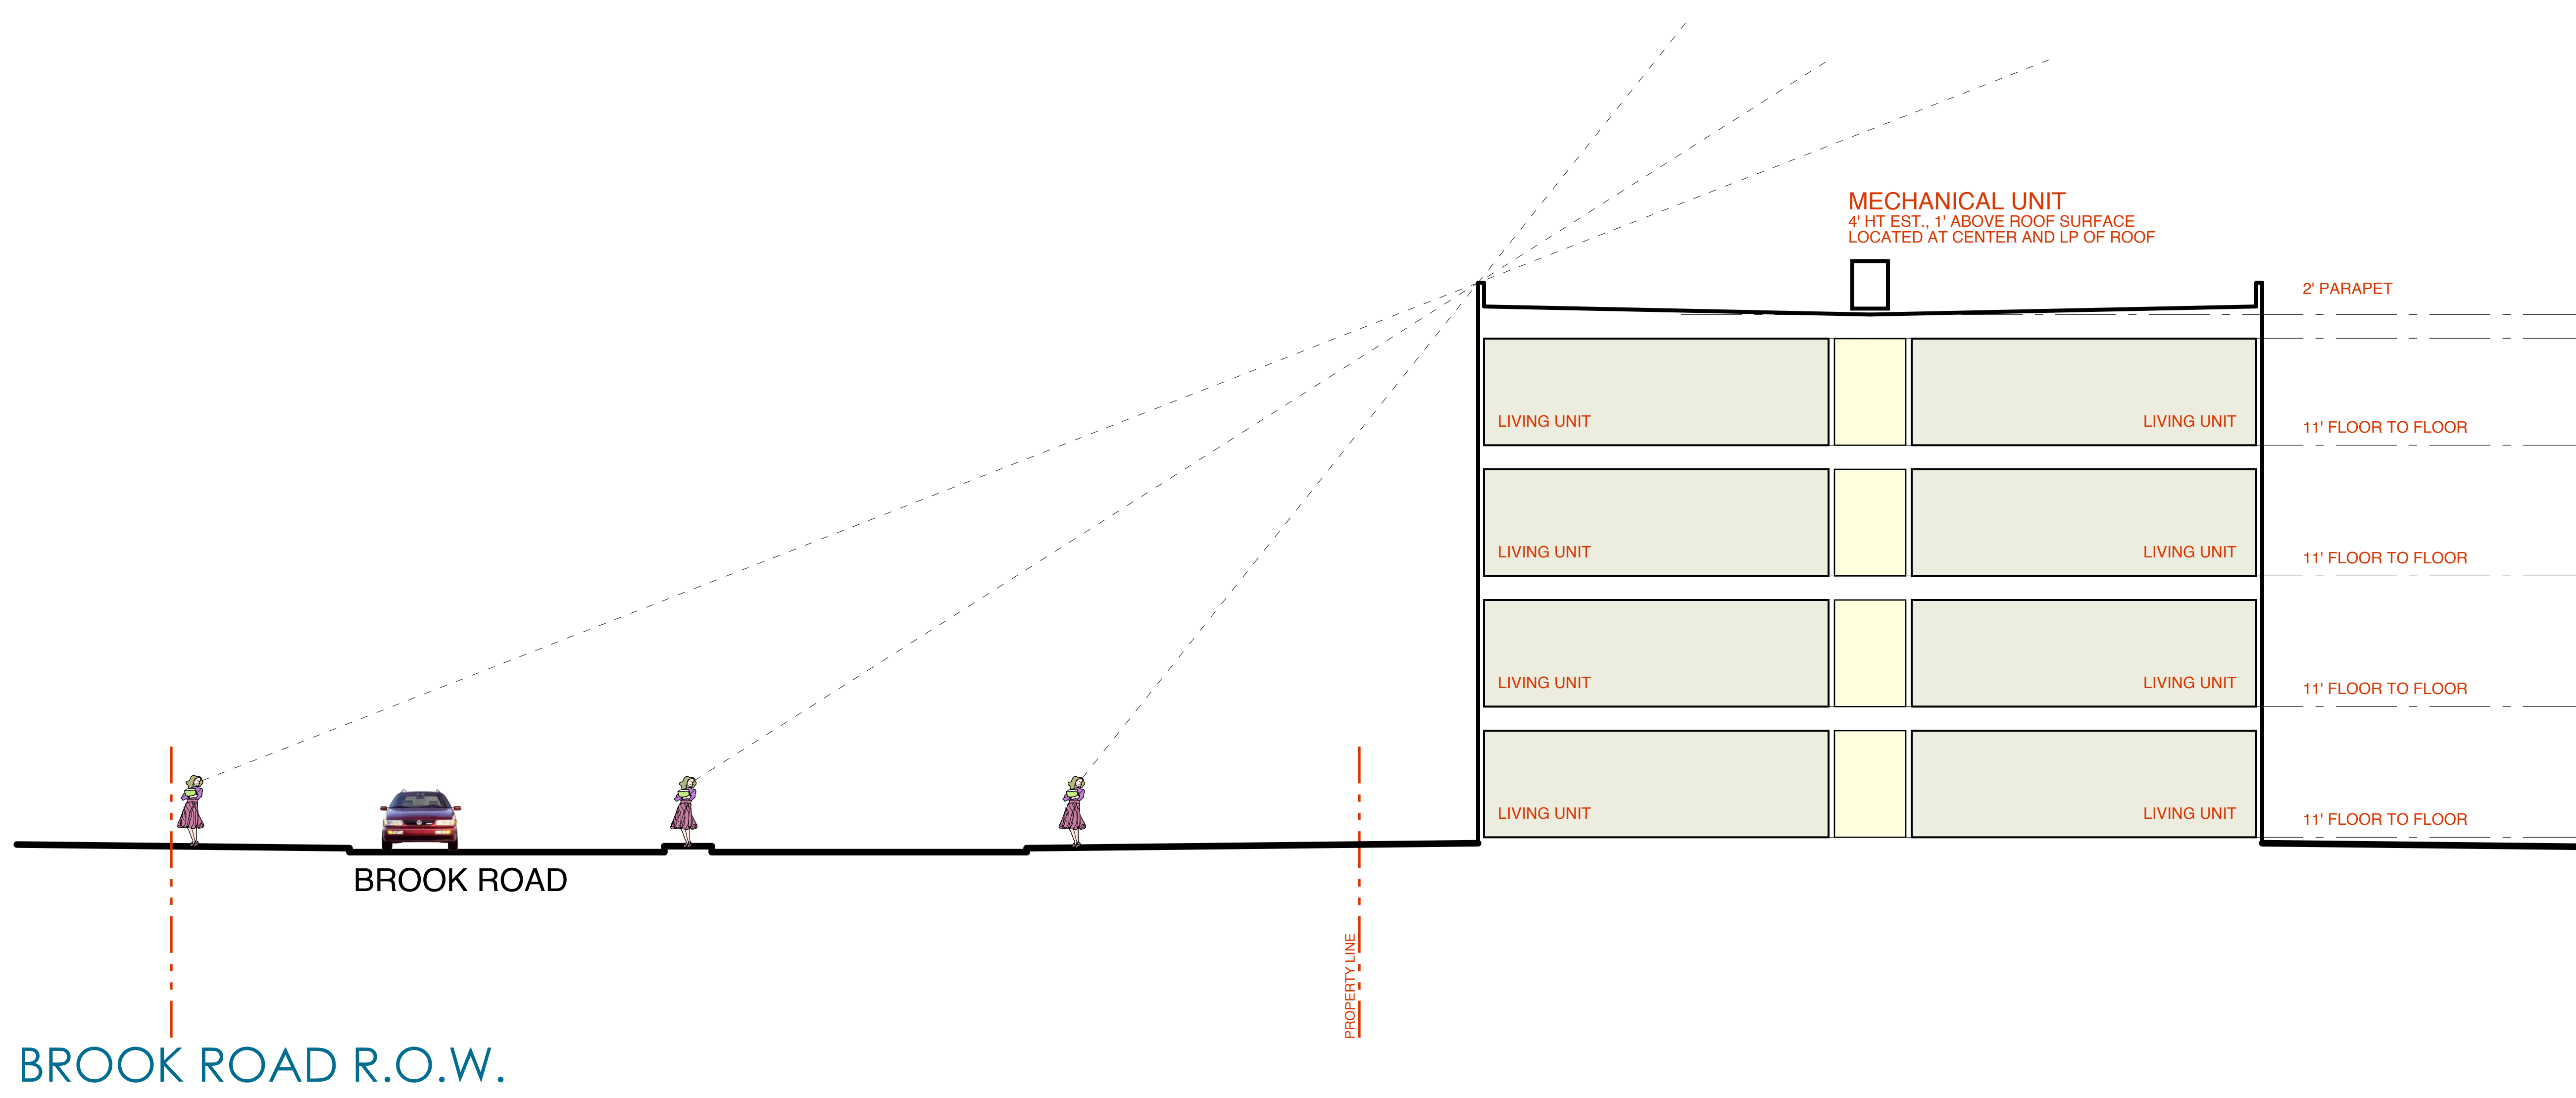 MECHANICAL UNIT
4' HT EST., 1' ABOVE ROOF SURFACE
LOCATED AT CENTER AND LP OF ROOF
2' PARAPET
LIVING UNIT
LIVING UNIT
11' FLOOR TO FLOOR
LIVING UNIT
LIVING UNIT
11' FLOOR TO FLOOR
LIVING UNIT
LIVING UNIT
11' FLOOR TO FLOOR
LIVING UNIT
LIVING UNIT
11' FLOOR TO FLOOR
BROOK ROAD
PROPERTY LINE
BROOK ROAD R.O.W.